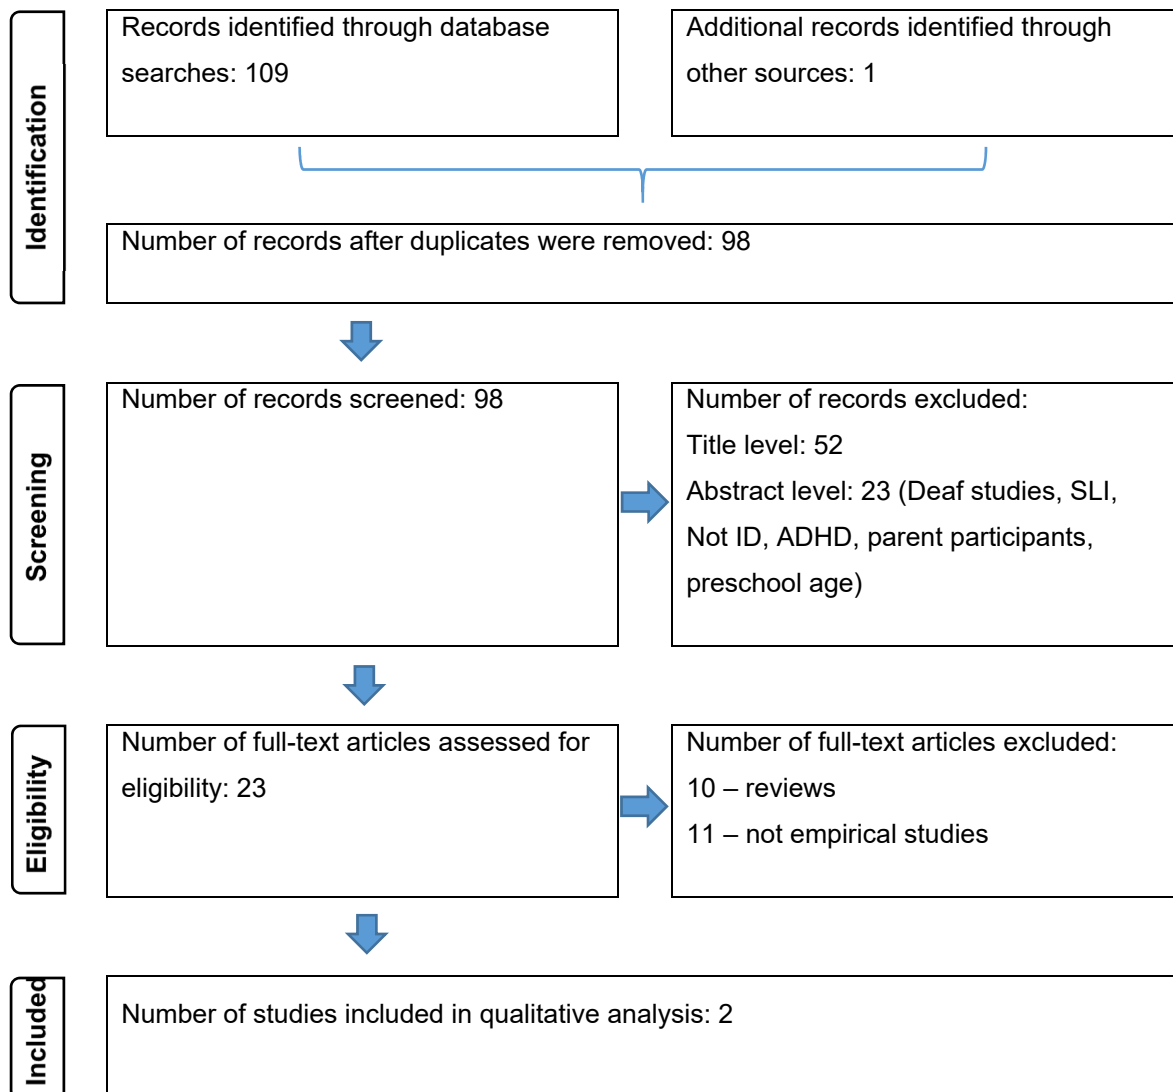 Identification
Records identified through database
searches: 109
Additional records identified through
other sources: 1
Number of records after duplicates were removed: 98
Screening
Number of records screened: 98
Number of records excluded:
Title level: 52
Abstract level: 23 (Deaf studies, SLI,
Not ID, ADHD, parent participants,
preschool age)
Eligibility
Number of full-text articles assessed for
eligibility: 23
Number of full-text articles excluded:
10 – reviews
11 – not empirical studies
Included
Number of studies included in qualitative analysis: 2